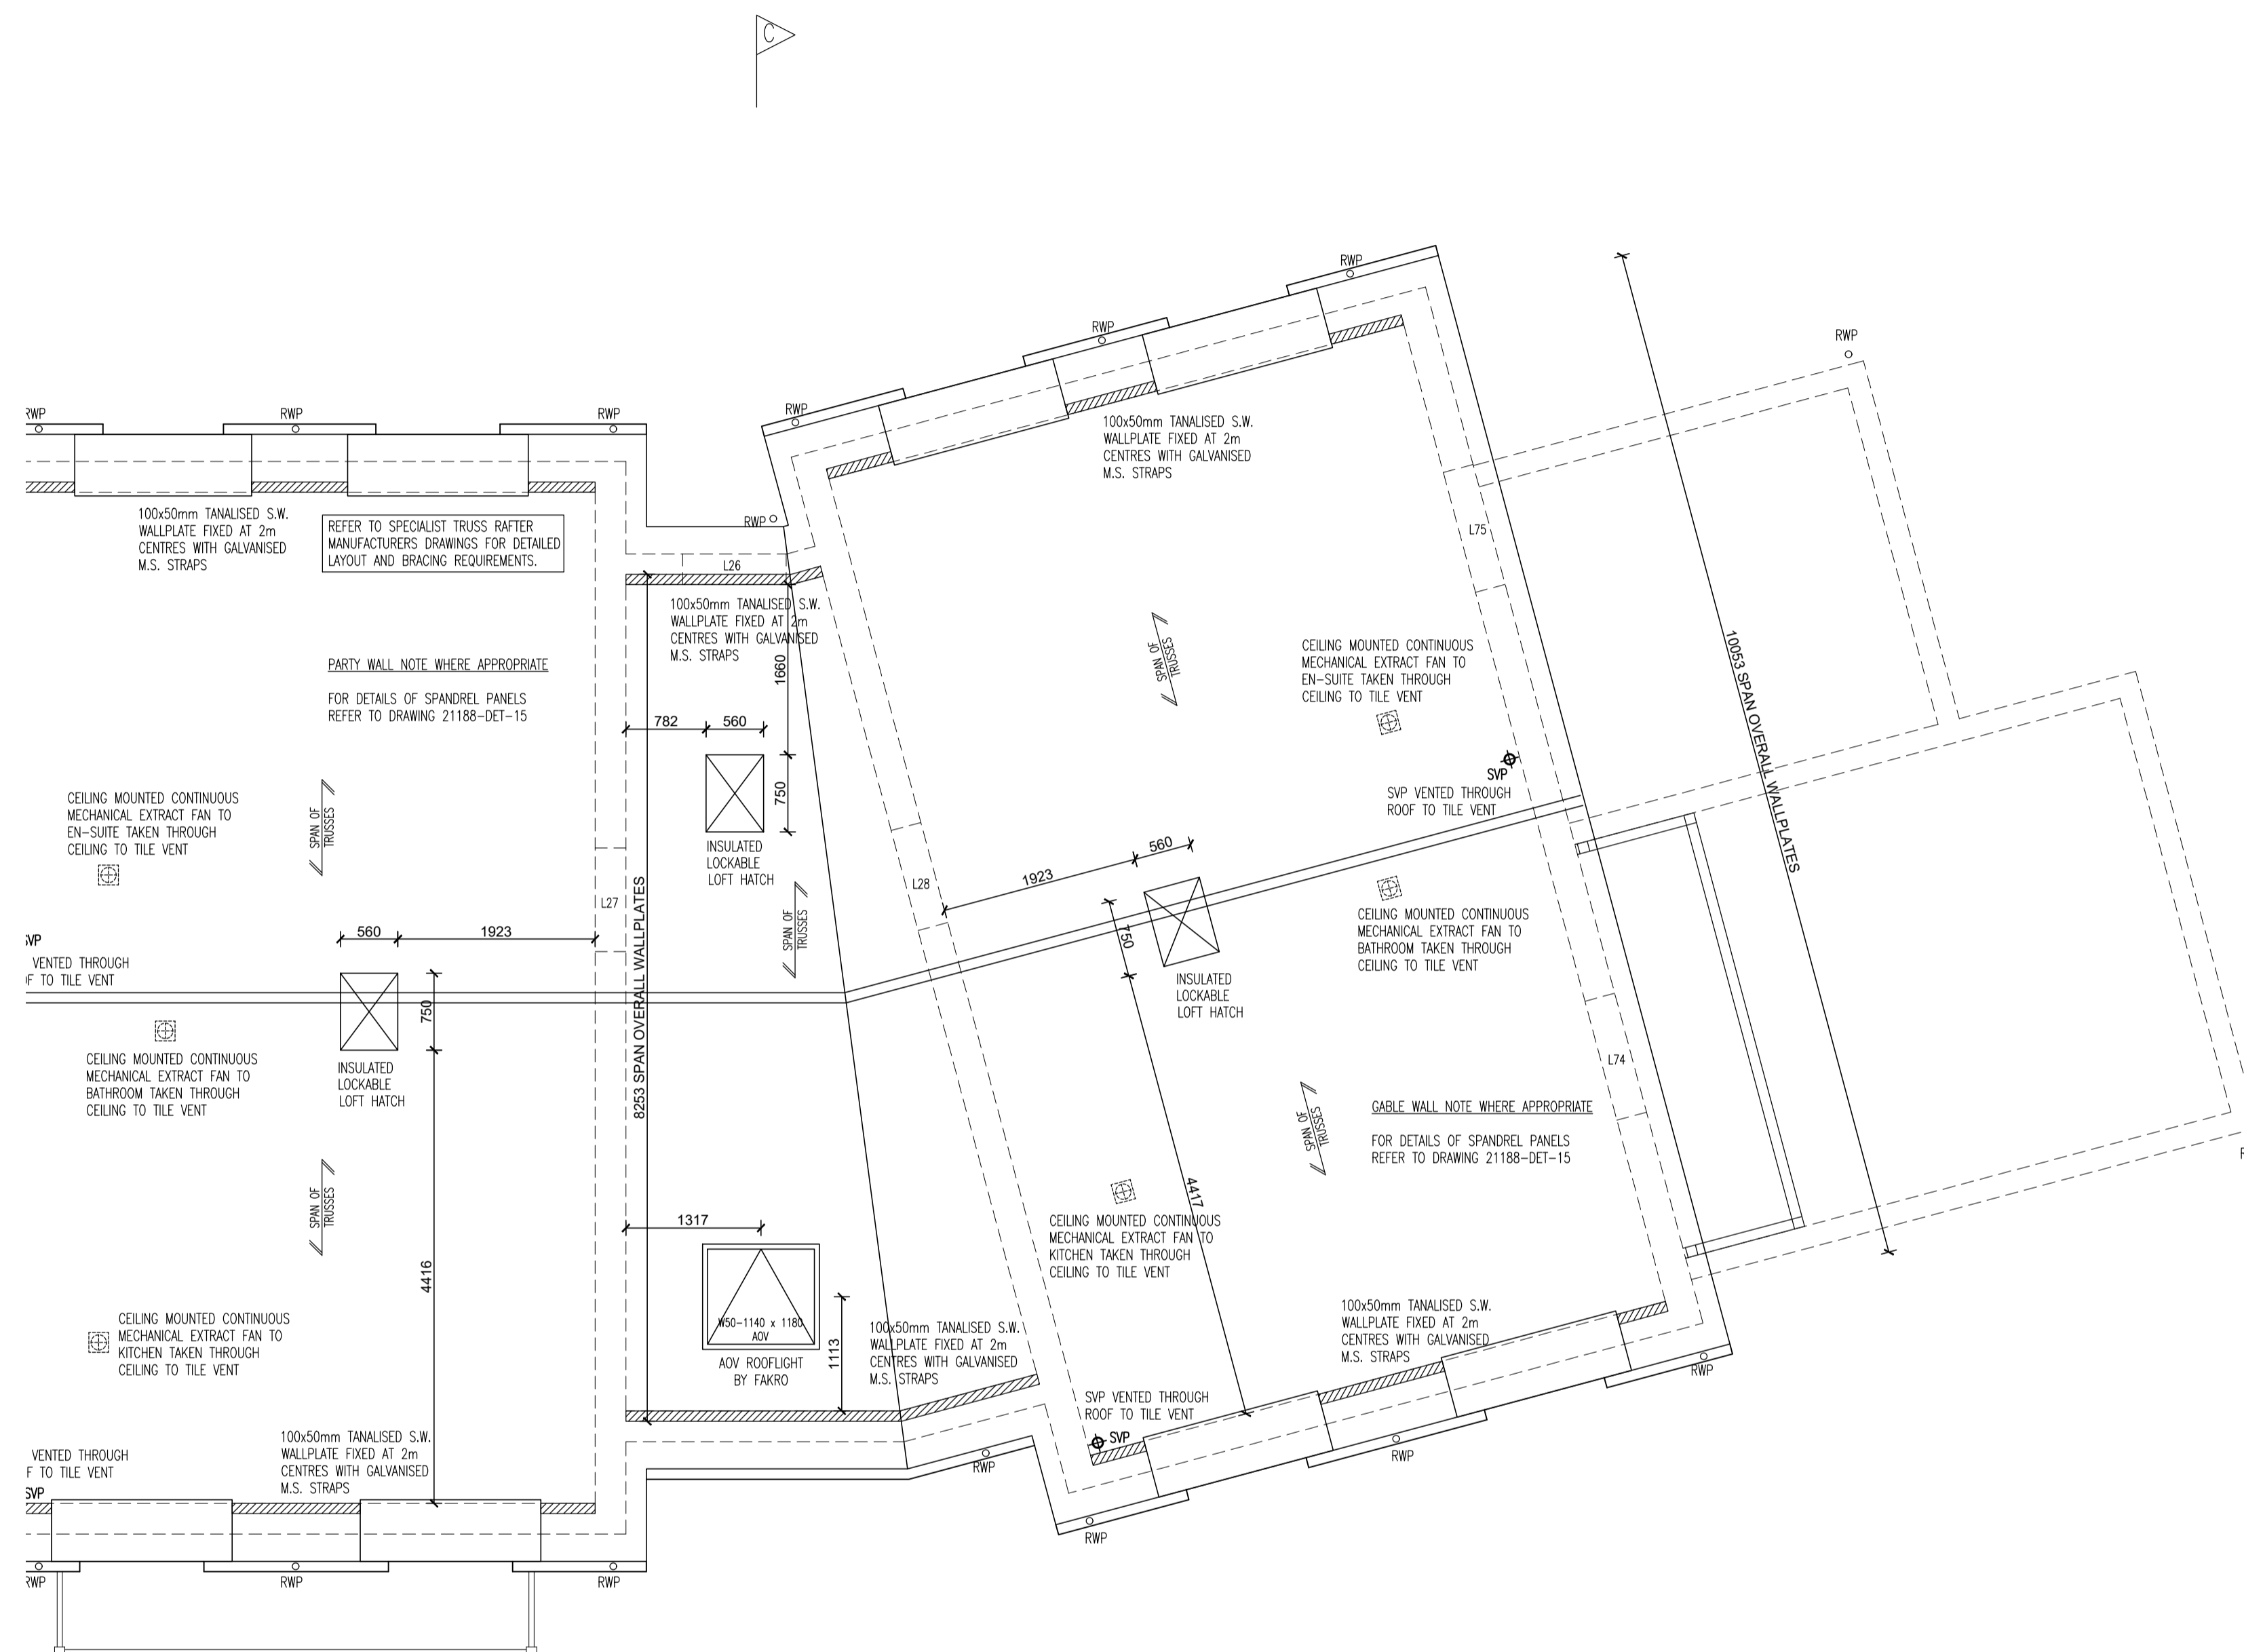 C
RWP
RWP
RWP
RWP
RWP
RWP
RWP
RWP
RWP
100x50mm TANALISED S.W.
WALLPLATE FIXED AT 2m
CENTRES WITH GALVANISED
M.S. STRAPS
100x50mm TANALISED S.W.
WALLPLATE FIXED AT 2m
CENTRES WITH GALVANISED
M.S. STRAPS
REFER TO SPECIALIST TRUSS RAFTER
MANUFACTURERS DRAWINGS FOR DETAILED
LAYOUT AND BRACING REQUIREMENTS.
RWP
L26
L75
100x50mm TANALISED S.W.
WALLPLATE FIXED AT 2m
CENTRES WITH GALVANISED
M.S. STRAPS
1660
PARTY WALL NOTE WHERE APPROPRIATE
FOR DETAILS OF SPANDREL PANELS
REFER TO DRAWING 21188-DET-15
782
560
750
INSULATED
LOCKABLE
LOFT HATCH
SPAN OF
TRUSSES
CEILING MOUNTED CONTINUOUS
MECHANICAL EXTRACT FAN TO
EN-SUITE TAKEN THROUGH
CEILING TO TILE VENT
SVP
SVP VENTED THROUGH
ROOF TO TILE VENT
10053 SPAN OVERALL WALLPLATES
CEILING MOUNTED CONTINUOUS
MECHANICAL EXTRACT FAN TO
EN-SUITE TAKEN THROUGH
CEILING TO TILE VENT
SPAN OF
TRUSSES
SPAN OF
TRUSSES
L27
L28
1923
560
750
INSULATED
LOCKABLE
LOFT HATCH
CEILING MOUNTED CONTINUOUS
MECHANICAL EXTRACT FAN TO
BATHROOM TAKEN THROUGH
CEILING TO TILE VENT
SVP
VENTED THROUGH
F TO TILE VENT
560
1923
750
INSULATED
LOCKABLE
LOFT HATCH
8253 SPAN OVERALL WALLPLATES
CEILING MOUNTED CONTINUOUS
MECHANICAL EXTRACT FAN TO
BATHROOM TAKEN THROUGH
CEILING TO TILE VENT
L74
SPAN OF
TRUSSES
GABLE WALL NOTE WHERE APPROPRIATE
FOR DETAILS OF SPANDREL PANELS
REFER TO DRAWING 21188-DET-15
SPAN OF
TRUSSES
4416
4417
1317
W50-1140 x 1180
AOV
AOV ROOFLIGHT
BY FAKRO
1113
CEILING MOUNTED CONTINUOUS
MECHANICAL EXTRACT FAN TO
KITCHEN TAKEN THROUGH
CEILING TO TILE VENT
CEILING MOUNTED CONTINUOUS
MECHANICAL EXTRACT FAN TO
KITCHEN TAKEN THROUGH
CEILING TO TILE VENT
100x50mm TANALISED S.W.
WALLPLATE FIXED AT 2m
CENTRES WITH GALVANISED
M.S. STRAPS
100x50mm TANALISED S.W.
WALLPLATE FIXED AT 2m
CENTRES WITH GALVANISED
M.S. STRAPS
SVP VENTED THROUGH
ROOF TO TILE VENT
SVP
100x50mm TANALISED S.W.
WALLPLATE FIXED AT 2m
CENTRES WITH GALVANISED
M.S. STRAPS
VENTED THROUGH
F TO TILE VENT
SVP
RWP
RWP
RWP
RWP
RWP
RWP
RWP